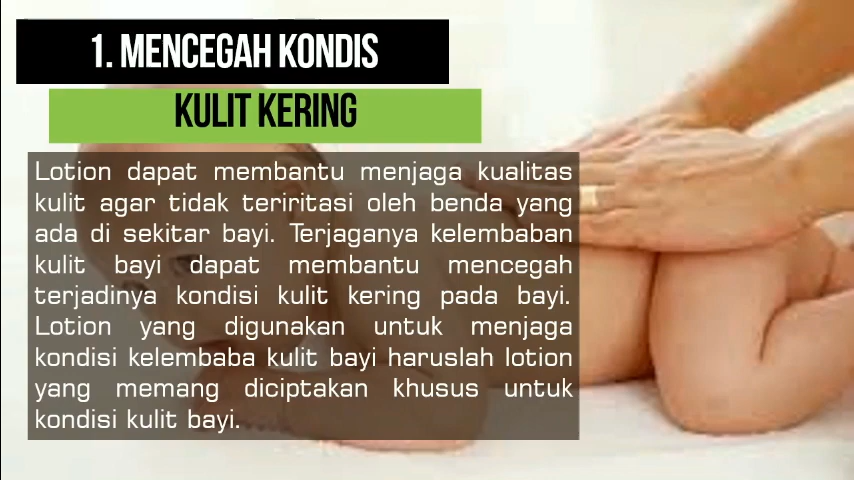 1. MENCEGAH KONDIS
KULIT KERING
Lotion dapat membantu menjaga kualitas
kulit agar tidak teriritasi oleh benda yang
ada di sekitar bayi. Terjaganya kelembaban
kulit bayi dapat membantu mencegah
terjadinya kondisi kulit kering pada bayi.
Lotion yang digunakan untuk menjaga
kondisi kelembaba kulit bayi haruslah lotion
yang memang diciptakan khusus untuk
kondisi kulit bayi.